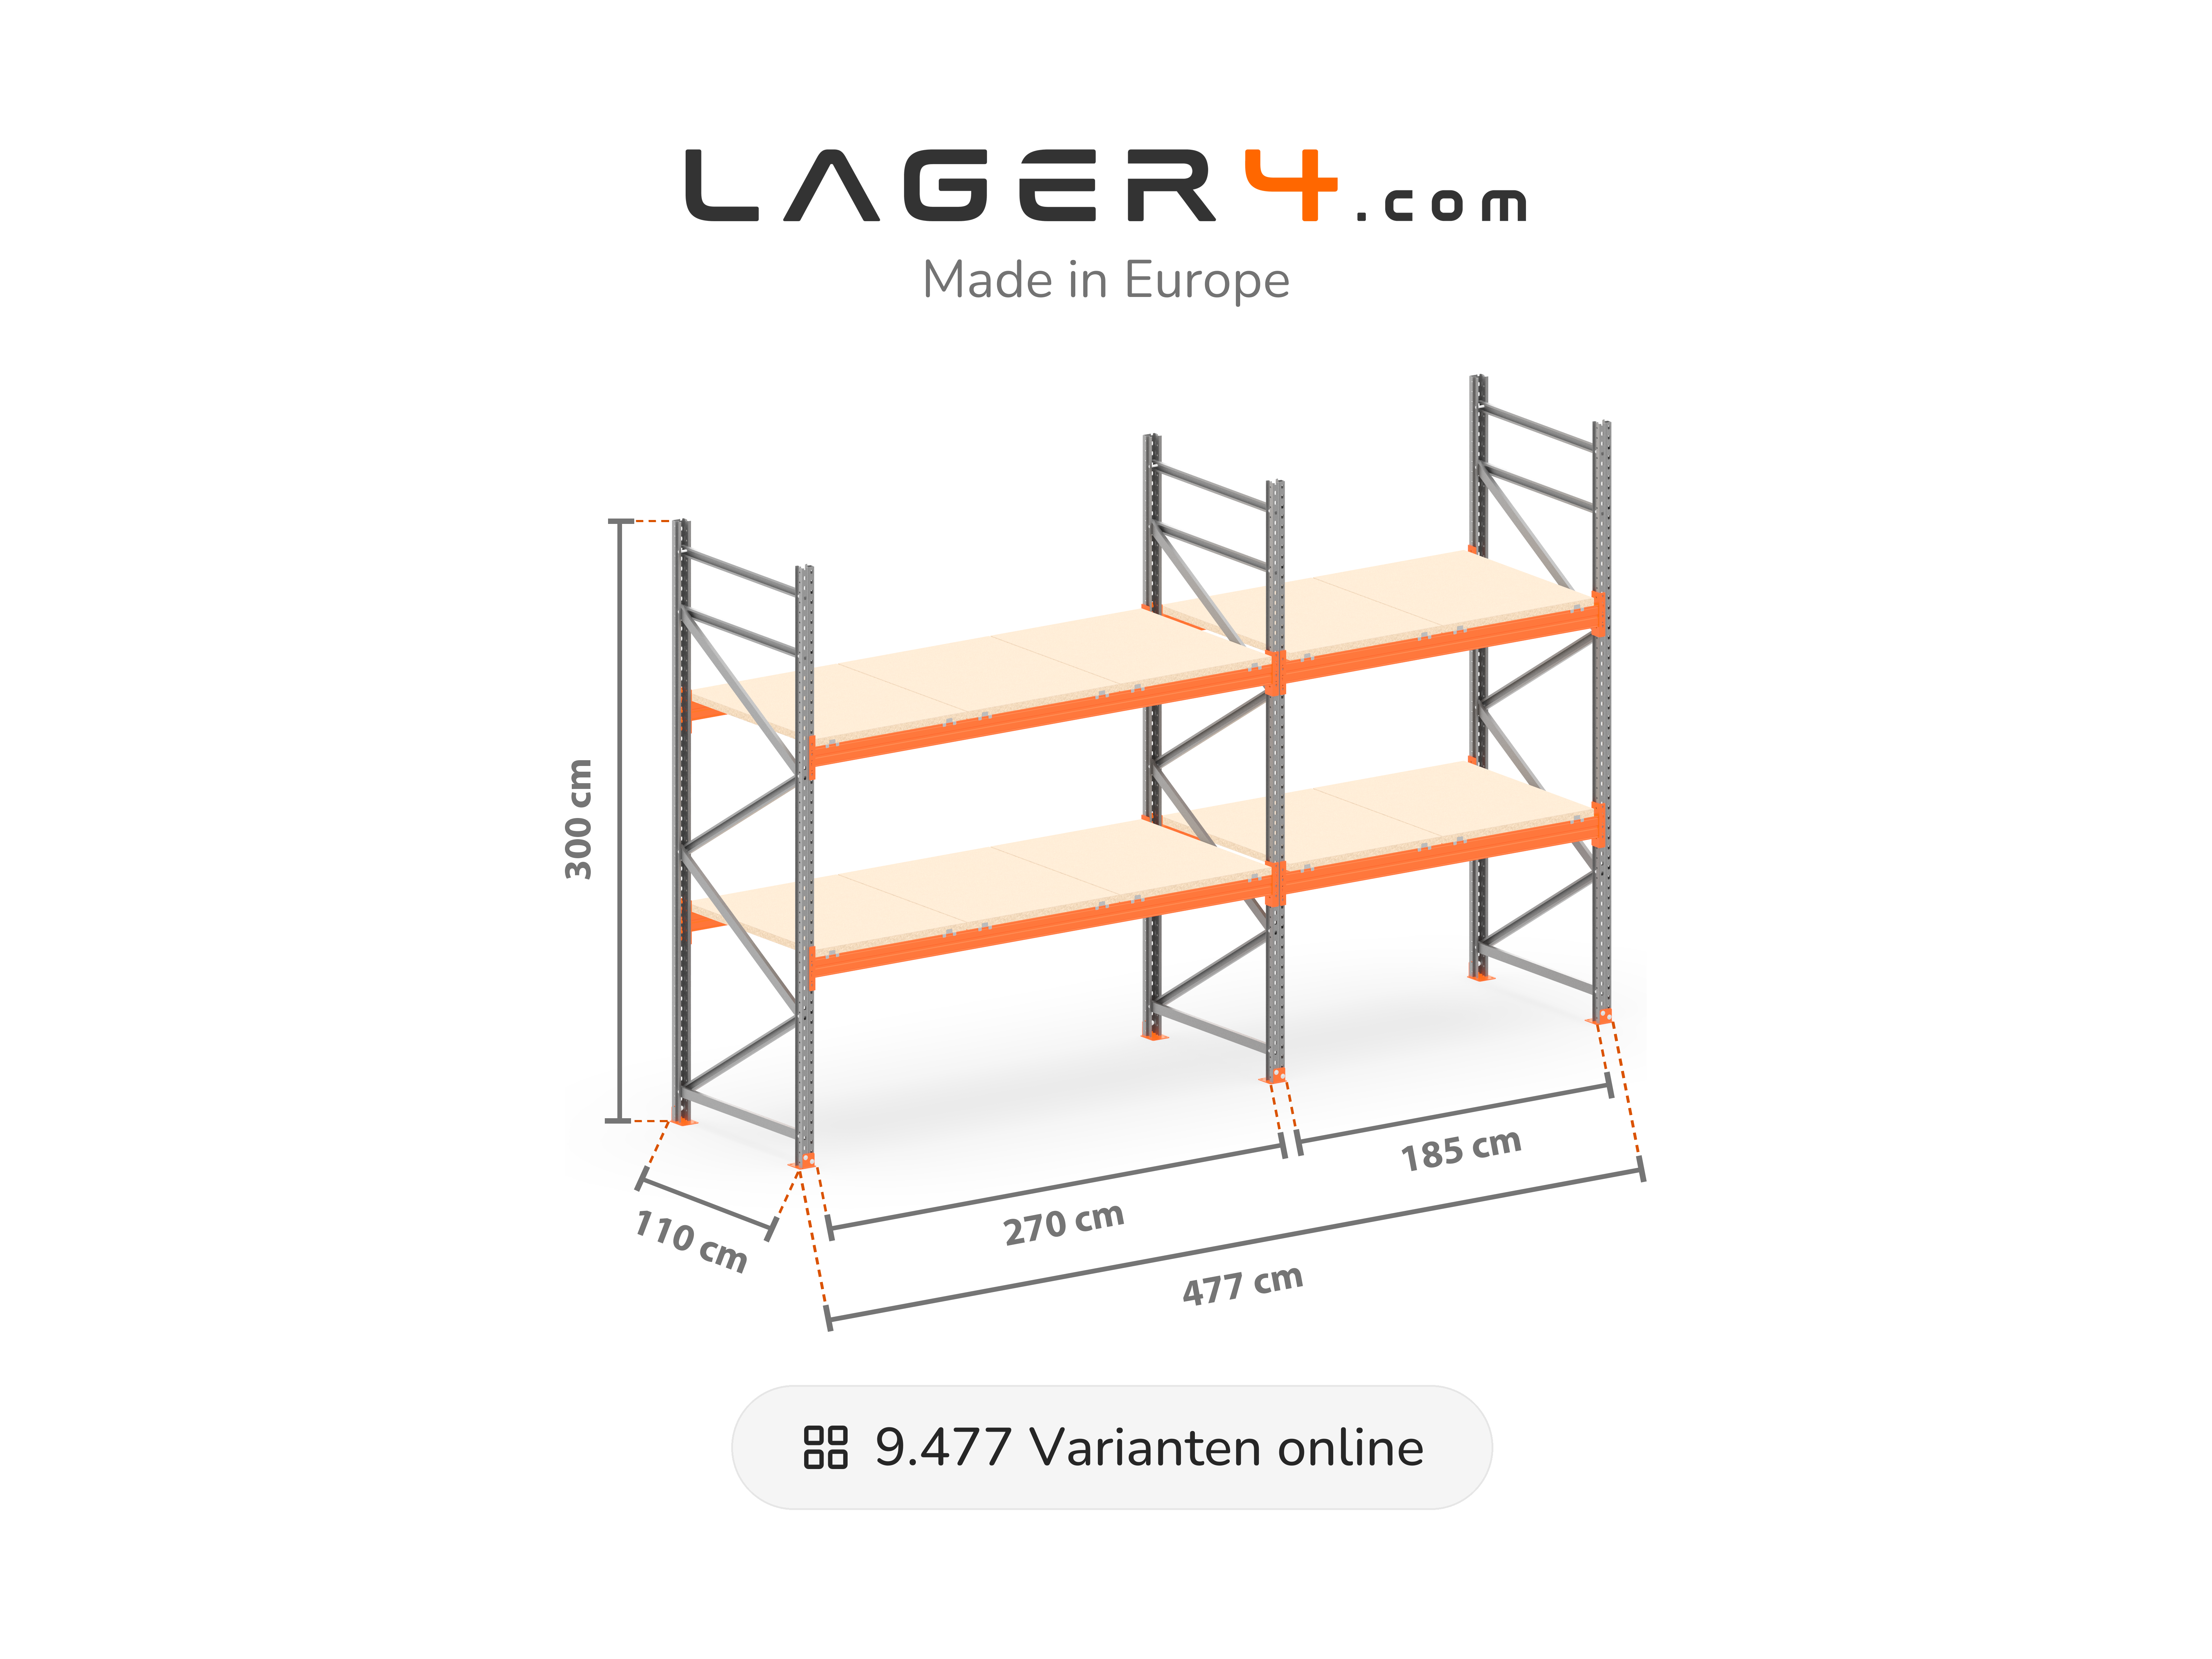 LAGER4.com
Made in Europe
300 cm
110 cm
270 cm
185 cm
477 cm
9.477 Varianten online